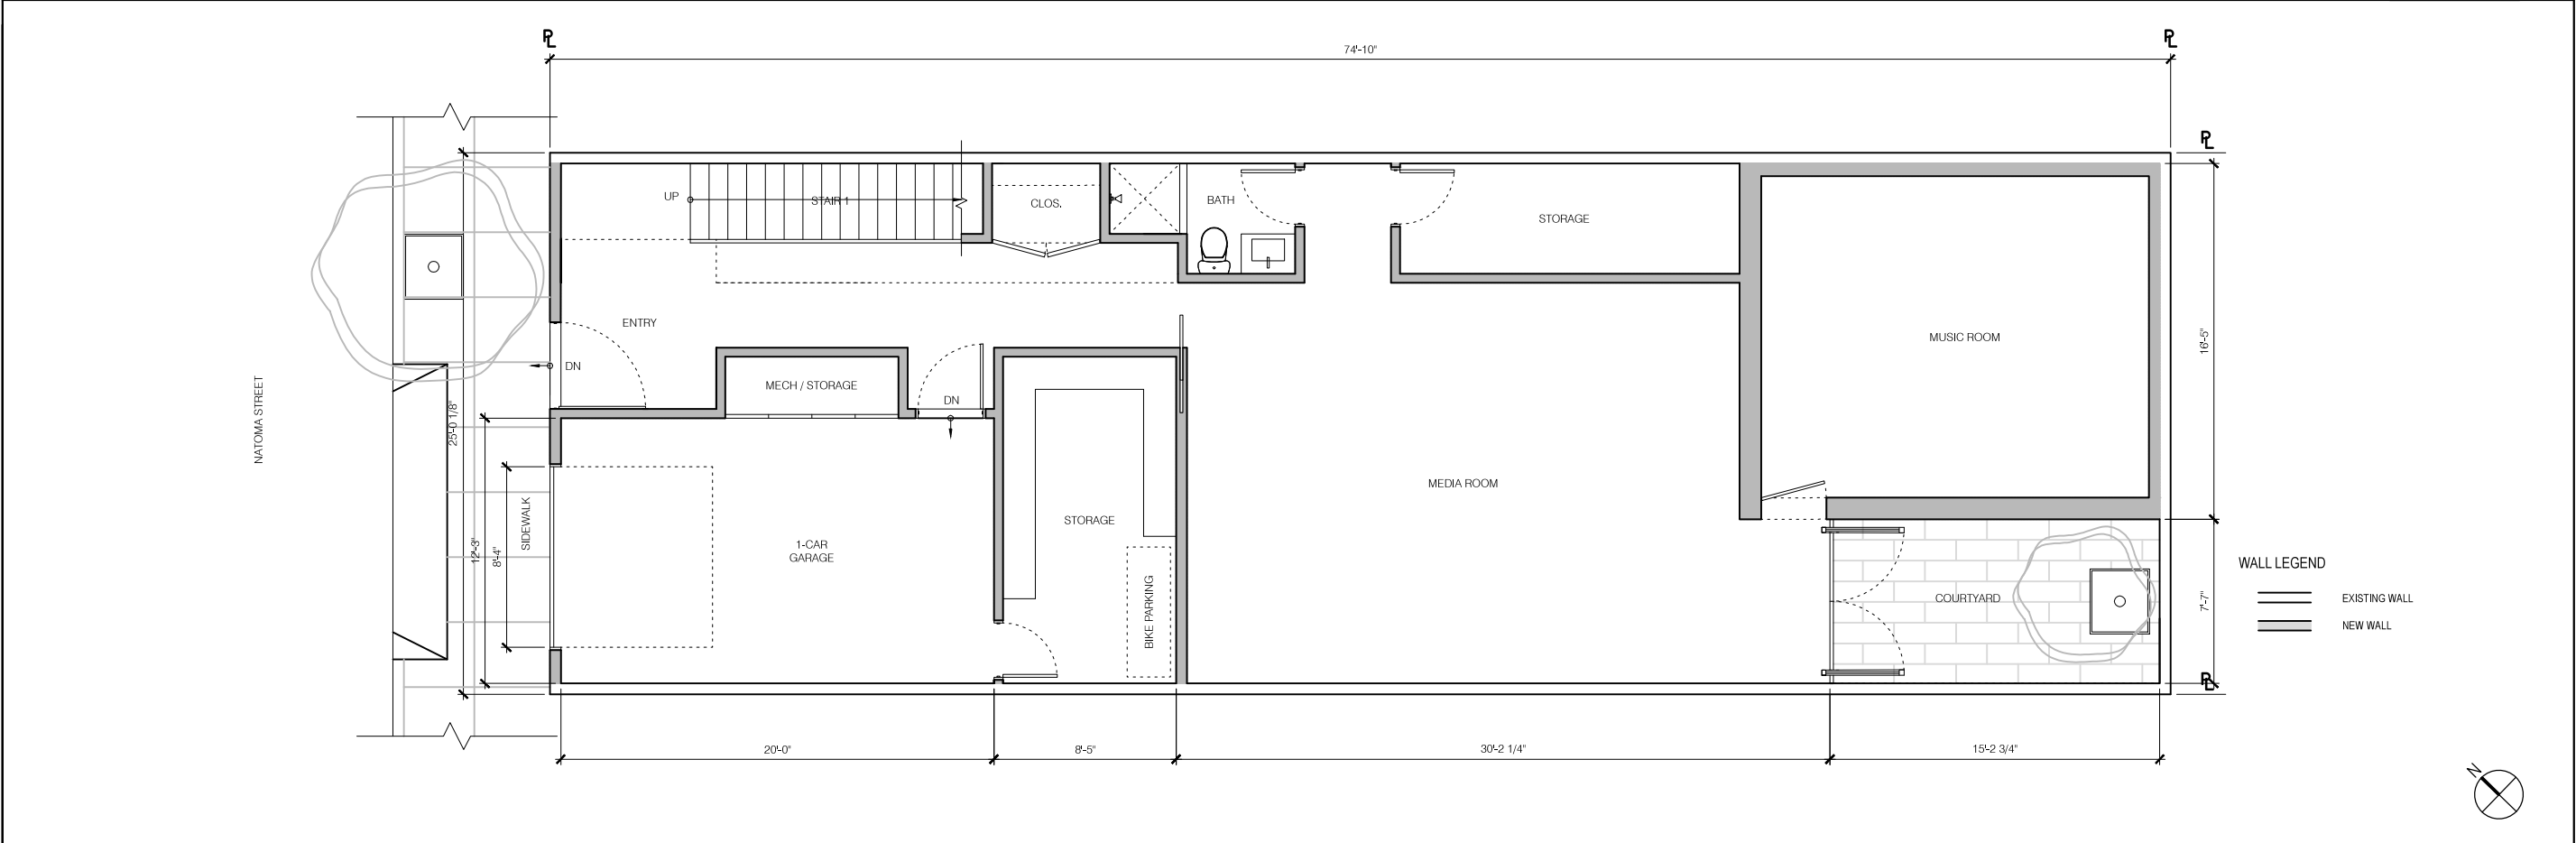 PL
PL
74'-10"
PL
UP
STAIR 1
CLOS.
BATH
STORAGE
ENTRY
MUSIC ROOM
16'-5"
DN
MECH / STORAGE
DN
NATOMA STREET
25'-0 1/8"
12'-3"
8'-4"
SIDEWALK
MEDIA ROOM
STORAGE
1-CAR
GARAGE
BIKE PARKING
COURTYARD
7'-7"
PL
WALL LEGEND
EXISTING WALL
NEW WALL
20'-0"
8'-5"
30'-2 1/4"
15'-2 3/4"
N